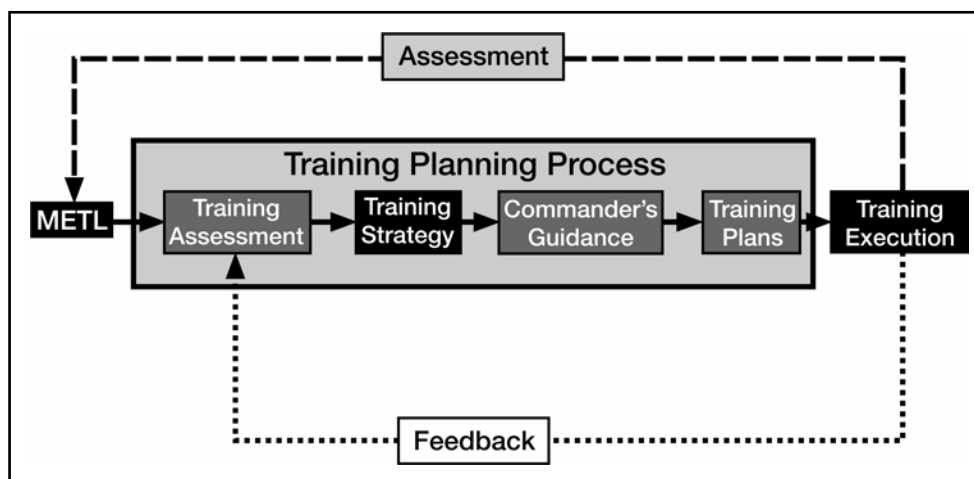 Assessment
Training Planning Process
METL
Training
Assessment
Training
Strategy
Commander's
Guidance
Training
Plans
Training
Execution
Feedback